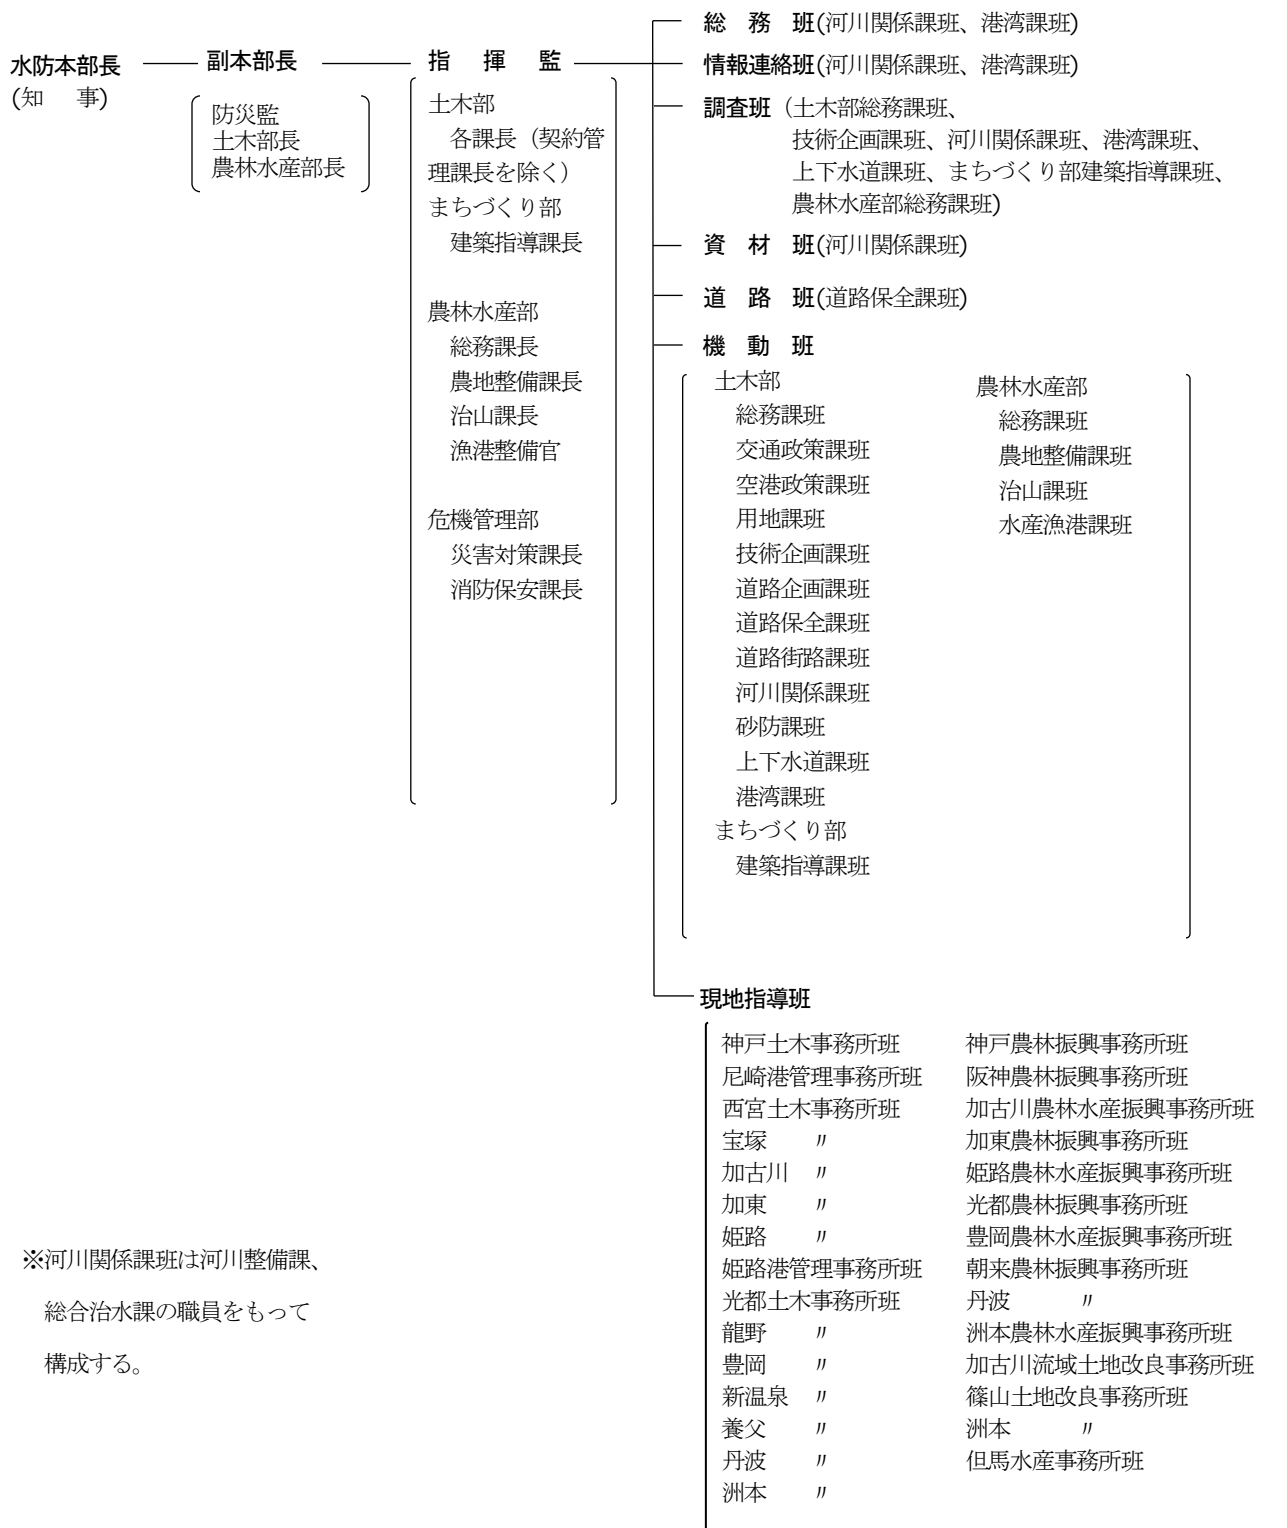 水防本部長
(知　事)
副本部長
防災監
土木部長
農林水産部長
指　揮　監
土木部
各課長（契約管
理課長を除く）
まちづくり部
建築指導課長
農林水産部
総務課長
農地整備課長
治山課長
漁港整備官
危機管理部
災害対策課長
消防保安課長
総　務　班(河川関係課班、港湾課班)
情報連絡班(河川関係課班、港湾課班)
調査班（土木部総務課班、
技術企画課班、河川関係課班、港湾課班、
上下水道課班、まちづくり部建築指導課班、
農林水産部総務課班)
資　材　班(河川関係課班)
道　路　班(道路保全課班)
機　動　班
土木部
総務課班
交通政策課班
空港政策課班
用地課班
技術企画課班
道路企画課班
道路保全課班
道路街路課班
河川関係課班
砂防課班
上下水道課班
港湾課班
まちづくり部
建築指導課班
農林水産部
総務課班
農地整備課班
治山課班
水産漁港課班
現地指導班
神戸土木事務所班
尼崎港管理事務所班
西宮土木事務所班
宝塚　　〃
加古川　〃
加東　　〃
姫路　　〃
姫路港管理事務所班
光都土木事務所班
龍野　　〃
豊岡　　〃
新温泉　〃
養父　　〃
丹波　　〃
洲本　　〃
神戸農林振興事務所班
阪神農林振興事務所班
加古川農林水産振興事務所班
加東農林振興事務所班
姫路農林水産振興事務所班
光都農林振興事務所班
豊岡農林水産振興事務所班
朝来農林振興事務所班
丹波　　　〃
洲本農林水産振興事務所班
加古川流域土地改良事務所班
篠山土地改良事務所班
洲本　　　〃
但馬水産事務所班
※河川関係課班は河川整備課、
総合治水課の職員をもって
構成する。